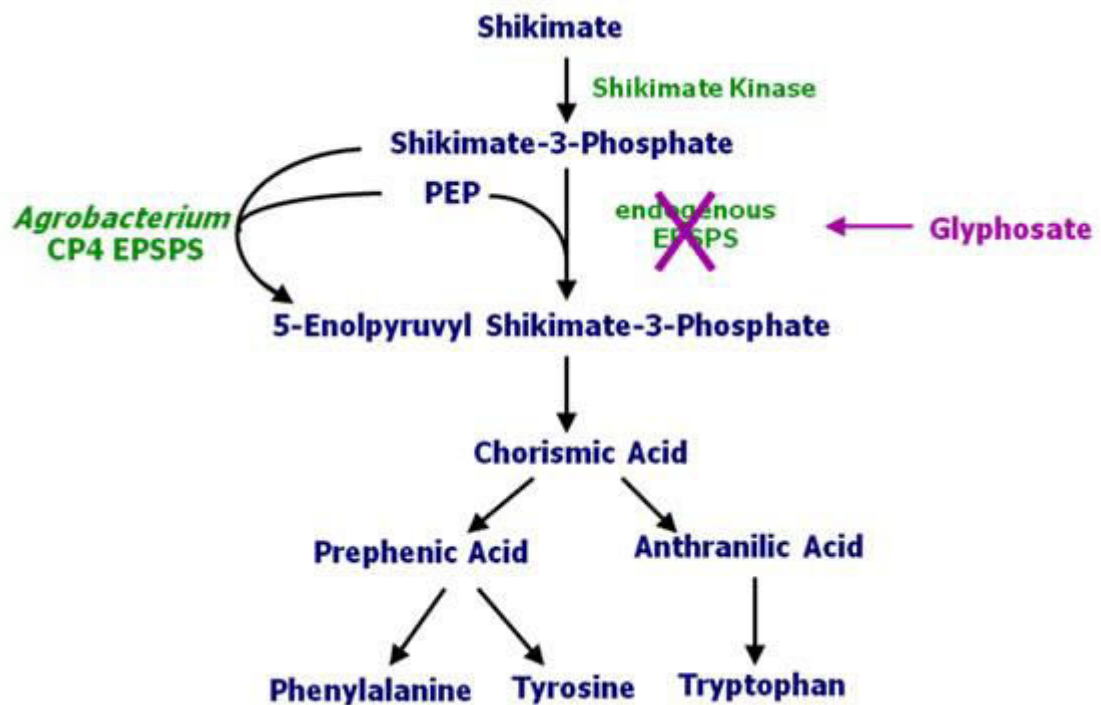 Shikimate
Shikimate Kinase
Shikimate-3-Phosphate
PEP
Agrobacterium
CP4 EPSPS
endogenous
EPSPS
Glyphosate
5-Enolpyruvyl Shikimate-3-Phosphate
Chorismic Acid
Prephenic Acid
Anthranilic Acid
Phenylalanine
Tyrosine
Tryptophan